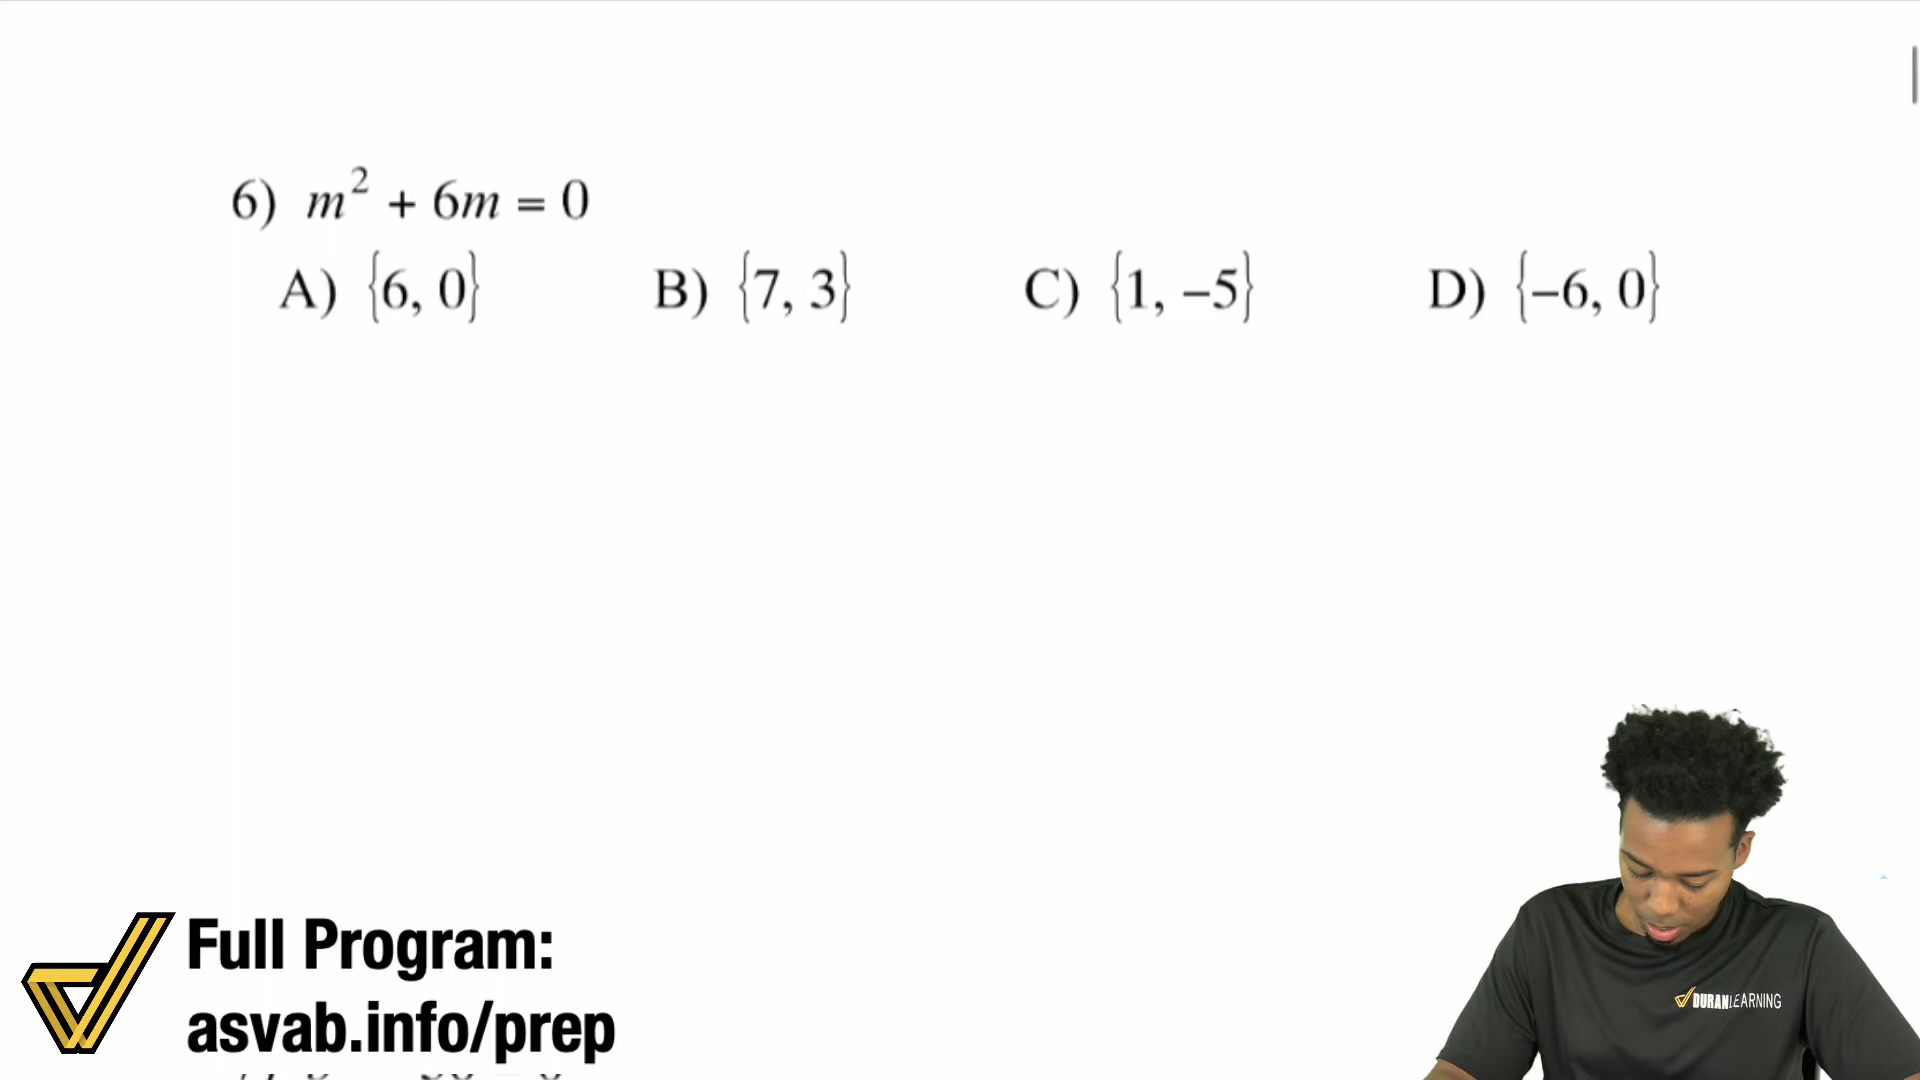 6) m² + 6m = 0
A) {6, 0} B) {7, 3} C) {1, –5} D) {–6, 0}
Full Program:
asvab.info/prep
DURANLEARNING